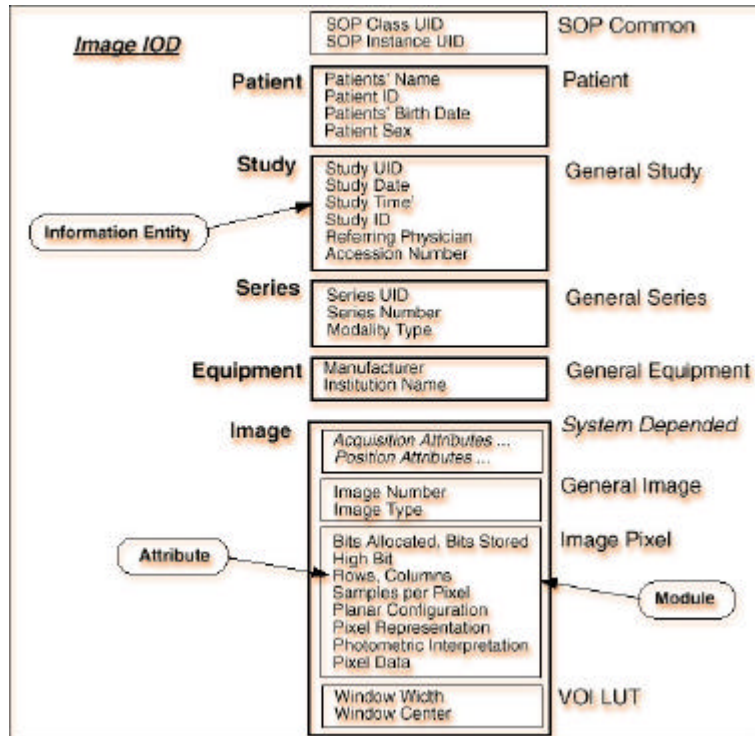 Image IOD
SOP Class UID
SOP Instance UID
SOP Common
Patient
Patients' Name
Patient ID
Patients' Birth Date
Patient Sex
Patient
Study
Study UID
Study Date
Study Time'
Study ID
Referring Physician
Accession Number
General Study
Information Entity
Series
Series UID
Series Number
Modality Type
General Series
Equipment
Manufacturer
Institution Name
General Equipment
Image
Acquisition Attributes ...
Position Attributes ...
System Depended
Image Number
Image Type
General Image
Attribute
Bits Allocated, Bits Stored
High Bit
Rows, Columns
Samples per Pixel
Planar Configuration
Pixel Representation
Photometric Interpretation
Pixel Data
Image Pixel
Module
Window Width
Window Center
VOI LUT